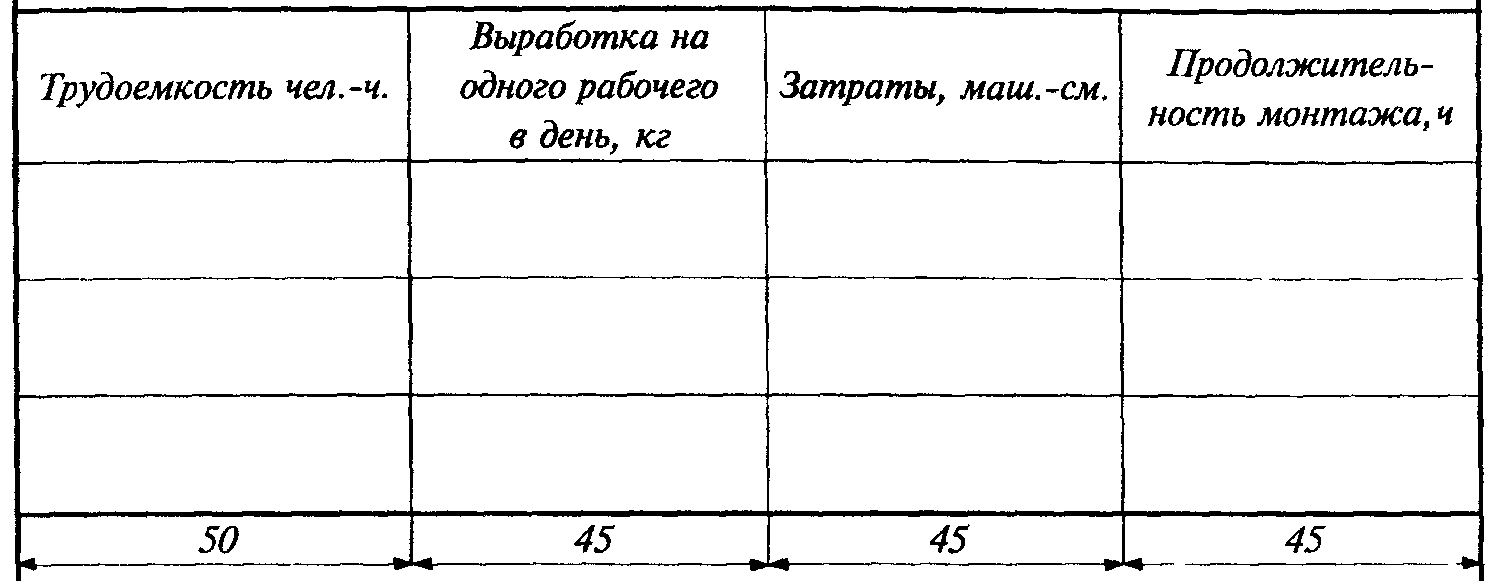 Трудоемкость чел.-ч.
Выработка на
одного рабочего
в день, кг
Затраты, маш.-см.
Продолжитель-
ность монтажа, ч
50 45 45 45